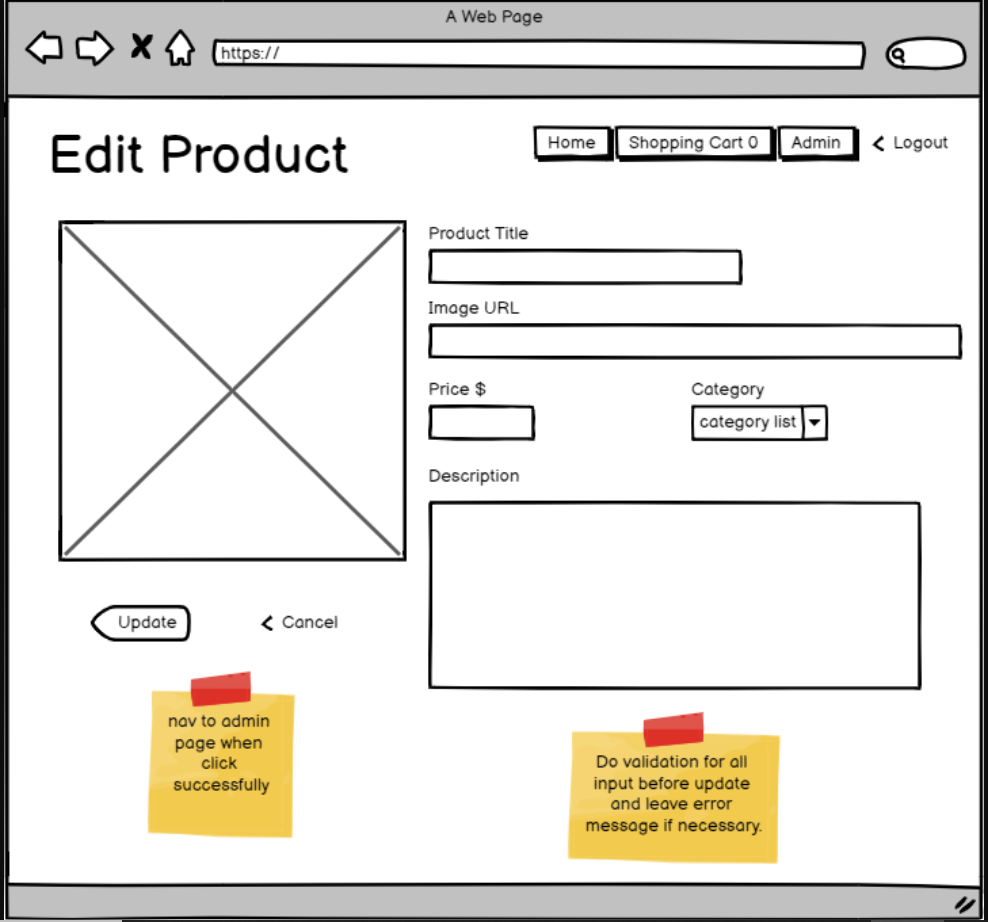 A Web Page
https://
Edit Product
Home
Shopping Cart 0
Admin
Logout
Product Title
Image URL
Price $
Category
category list
Description
Update
Cancel
nav to admin
page when
click
successfully
Do validation for all
input before update
and leave error
message if necessary.